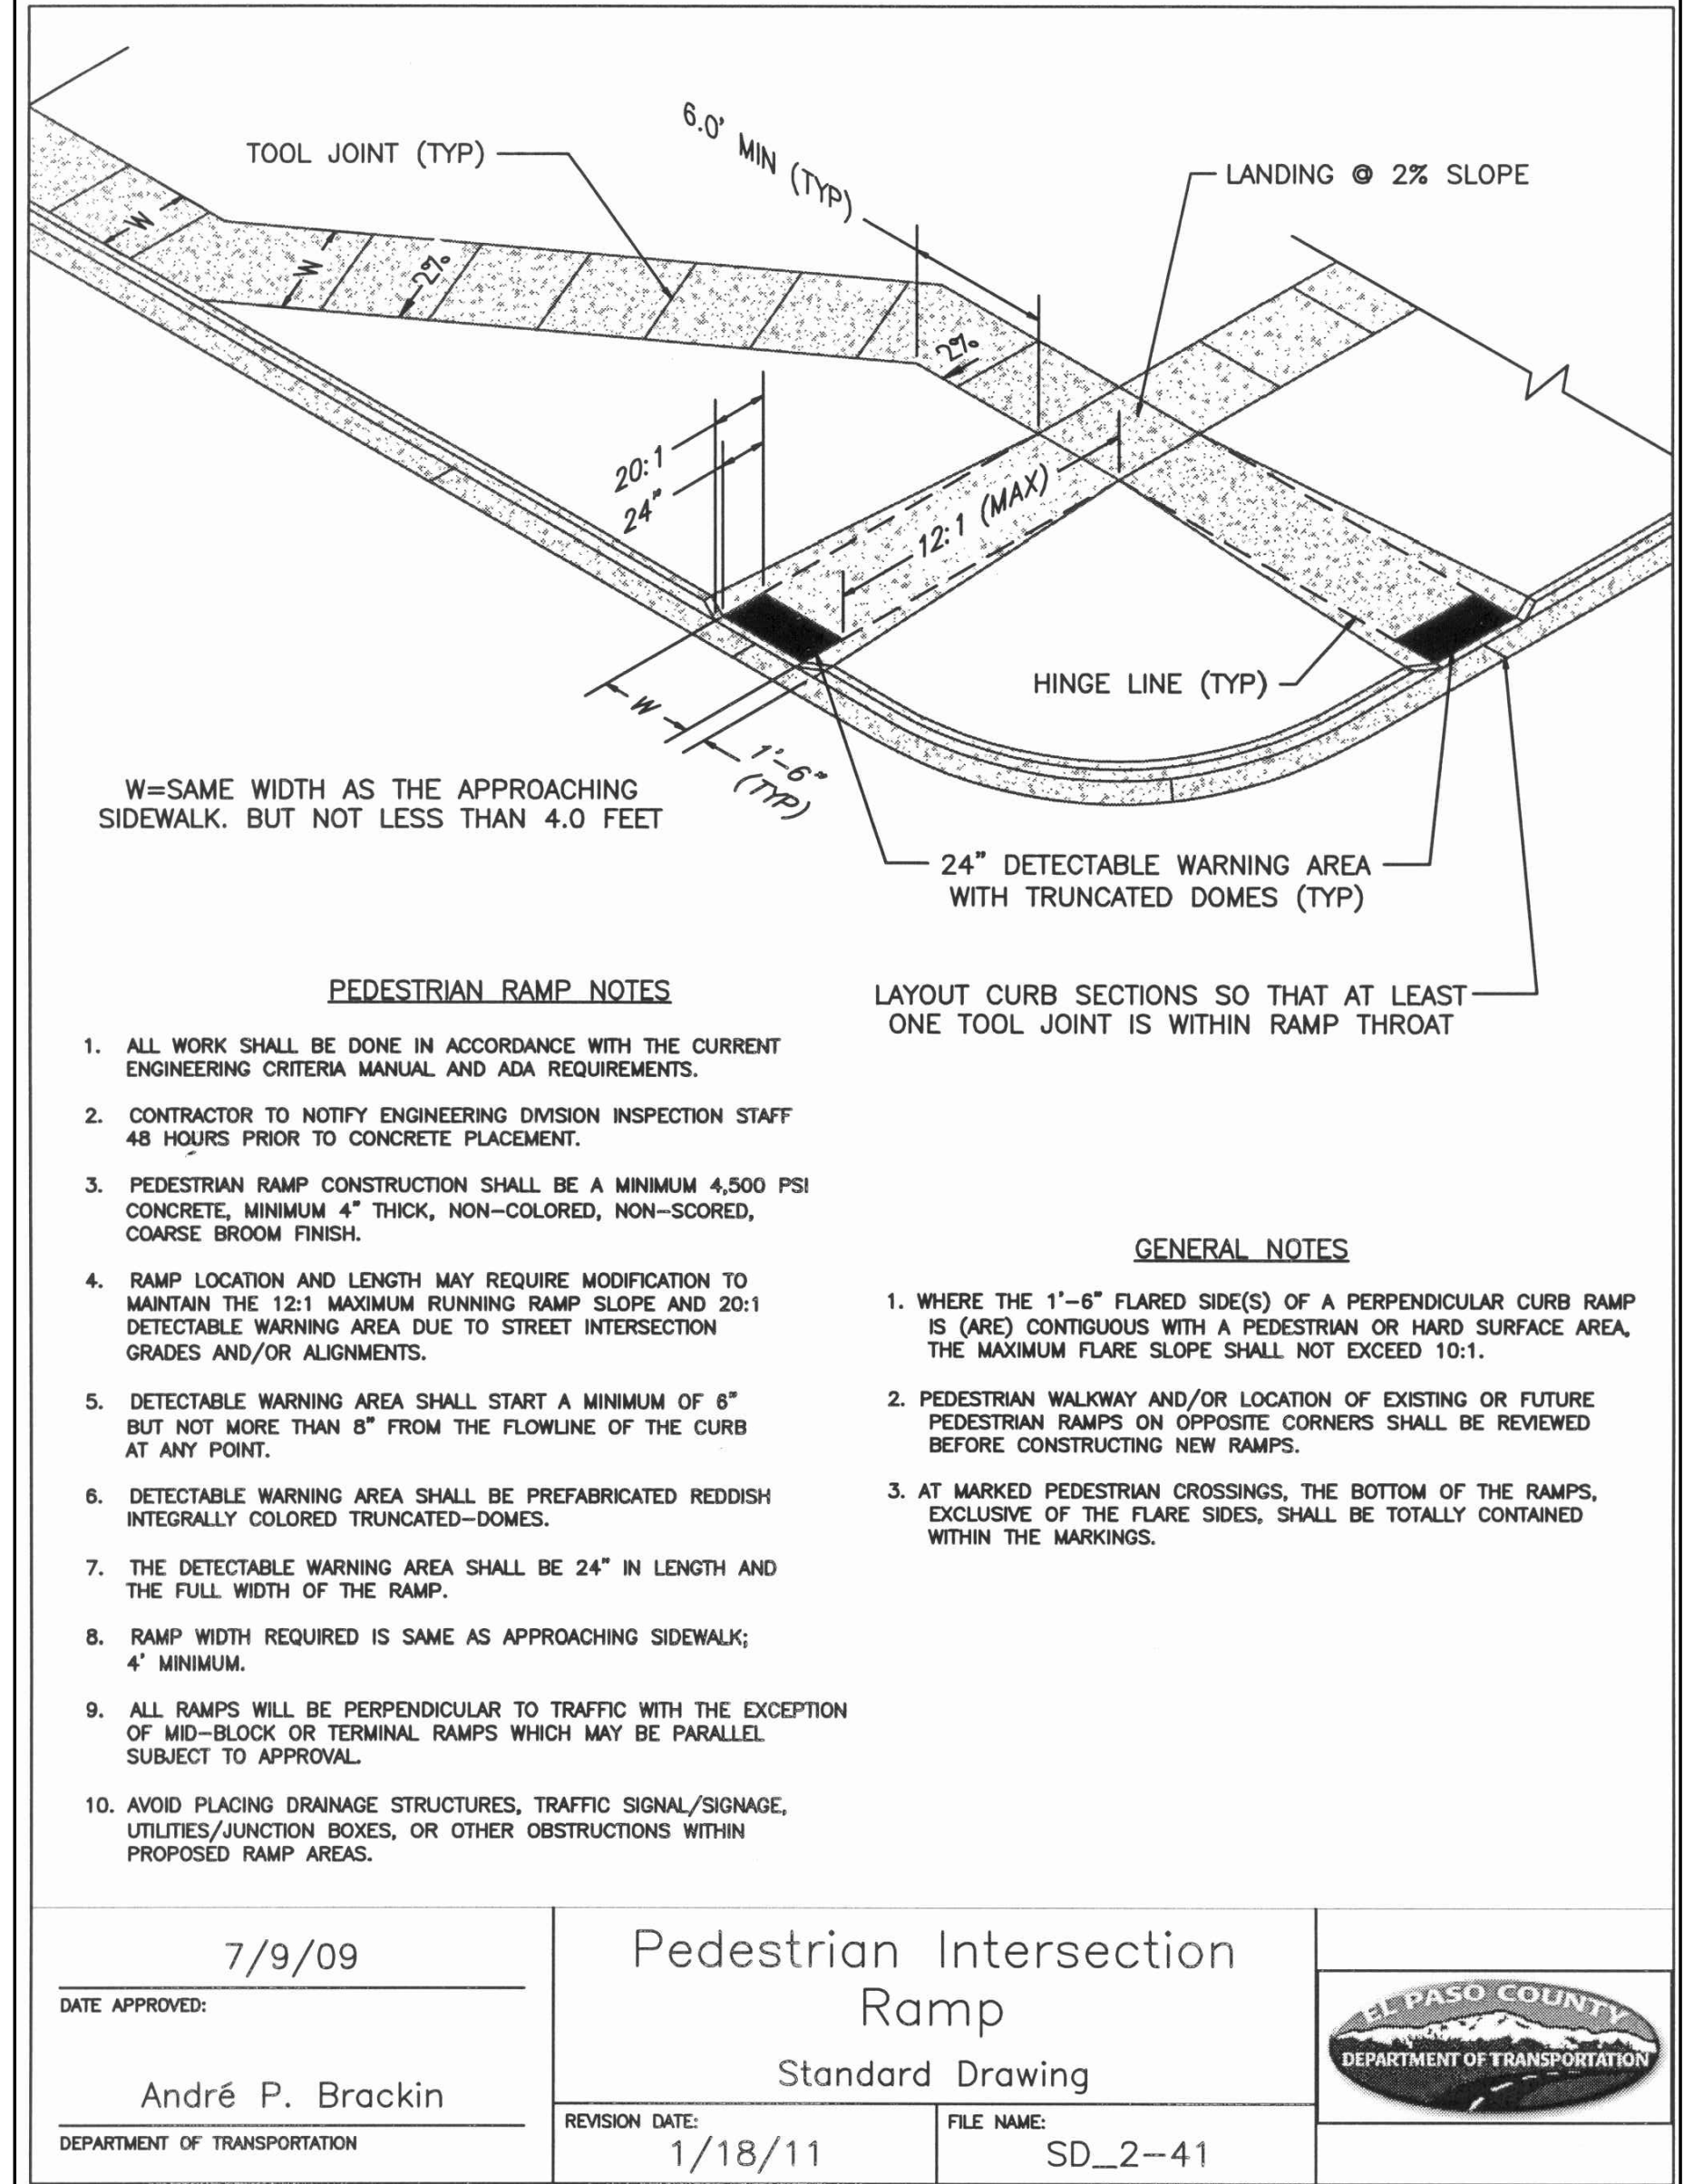 TOOL JOINT (TYP)
6.0' MIN (TYP)
LANDING @ 2% SLOPE
W
W
2%
2%
20:1
24"
12:1 (MAX)
HINGE LINE (TYP)
W
1'-6"
(TYP)
W=SAME WIDTH AS THE APPROACHING
SIDEWALK. BUT NOT LESS THAN 4.0 FEET
24" DETECTABLE WARNING AREA
WITH TRUNCATED DOMES (TYP)
LAYOUT CURB SECTIONS SO THAT AT LEAST
ONE TOOL JOINT IS WITHIN RAMP THROAT
PEDESTRIAN RAMP NOTES
1. ALL WORK SHALL BE DONE IN ACCORDANCE WITH THE CURRENT
ENGINEERING CRITERIA MANUAL AND ADA REQUIREMENTS.
2. CONTRACTOR TO NOTIFY ENGINEERING DIVISION INSPECTION STAFF
48 HOURS PRIOR TO CONCRETE PLACEMENT.
3. PEDESTRIAN RAMP CONSTRUCTION SHALL BE A MINIMUM 4,500 PSI
CONCRETE, MINIMUM 4" THICK, NON-COLORED, NON-SCORED,
COARSE BROOM FINISH.
4. RAMP LOCATION AND LENGTH MAY REQUIRE MODIFICATION TO
MAINTAIN THE 12:1 MAXIMUM RUNNING RAMP SLOPE AND 20:1
DETECTABLE WARNING AREA DUE TO STREET INTERSECTION
GRADES AND/OR ALIGNMENTS.
5. DETECTABLE WARNING AREA SHALL START A MINIMUM OF 6"
BUT NOT MORE THAN 8" FROM THE FLOWLINE OF THE CURB
AT ANY POINT.
6. DETECTABLE WARNING AREA SHALL BE PREFABRICATED REDDISH
INTEGRALLY COLORED TRUNCATED-DOMES.
7. THE DETECTABLE WARNING AREA SHALL BE 24" IN LENGTH AND
THE FULL WIDTH OF THE RAMP.
8. RAMP WIDTH REQUIRED IS SAME AS APPROACHING SIDEWALK;
4' MINIMUM.
9. ALL RAMPS WILL BE PERPENDICULAR TO TRAFFIC WITH THE EXCEPTION
OF MID-BLOCK OR TERMINAL RAMPS WHICH MAY BE PARALLEL
SUBJECT TO APPROVAL.
10. AVOID PLACING DRAINAGE STRUCTURES, TRAFFIC SIGNAL/SIGNAGE,
UTILITIES/JUNCTION BOXES, OR OTHER OBSTRUCTIONS WITHIN
PROPOSED RAMP AREAS.
GENERAL NOTES
1. WHERE THE 1'-6" FLARED SIDE(S) OF A PERPENDICULAR CURB RAMP
IS (ARE) CONTIGUOUS WITH A PEDESTRIAN OR HARD SURFACE AREA,
THE MAXIMUM FLARE SLOPE SHALL NOT EXCEED 10:1.
2. PEDESTRIAN WALKWAY AND/OR LOCATION OF EXISTING OR FUTURE
PEDESTRIAN RAMPS ON OPPOSITE CORNERS SHALL BE REVIEWED
BEFORE CONSTRUCTING NEW RAMPS.
3. AT MARKED PEDESTRIAN CROSSINGS, THE BOTTOM OF THE RAMPS,
EXCLUSIVE OF THE FLARE SIDES, SHALL BE TOTALLY CONTAINED
WITHIN THE MARKINGS.
7/9/09
DATE APPROVED:
André P. Brackin
DEPARTMENT OF TRANSPORTATION
Pedestrian Intersection
Ramp
Standard Drawing
REVISION DATE:
1/18/11
FILE NAME:
SD_2-41
EL PASO COUNTY
DEPARTMENT OF TRANSPORTATION